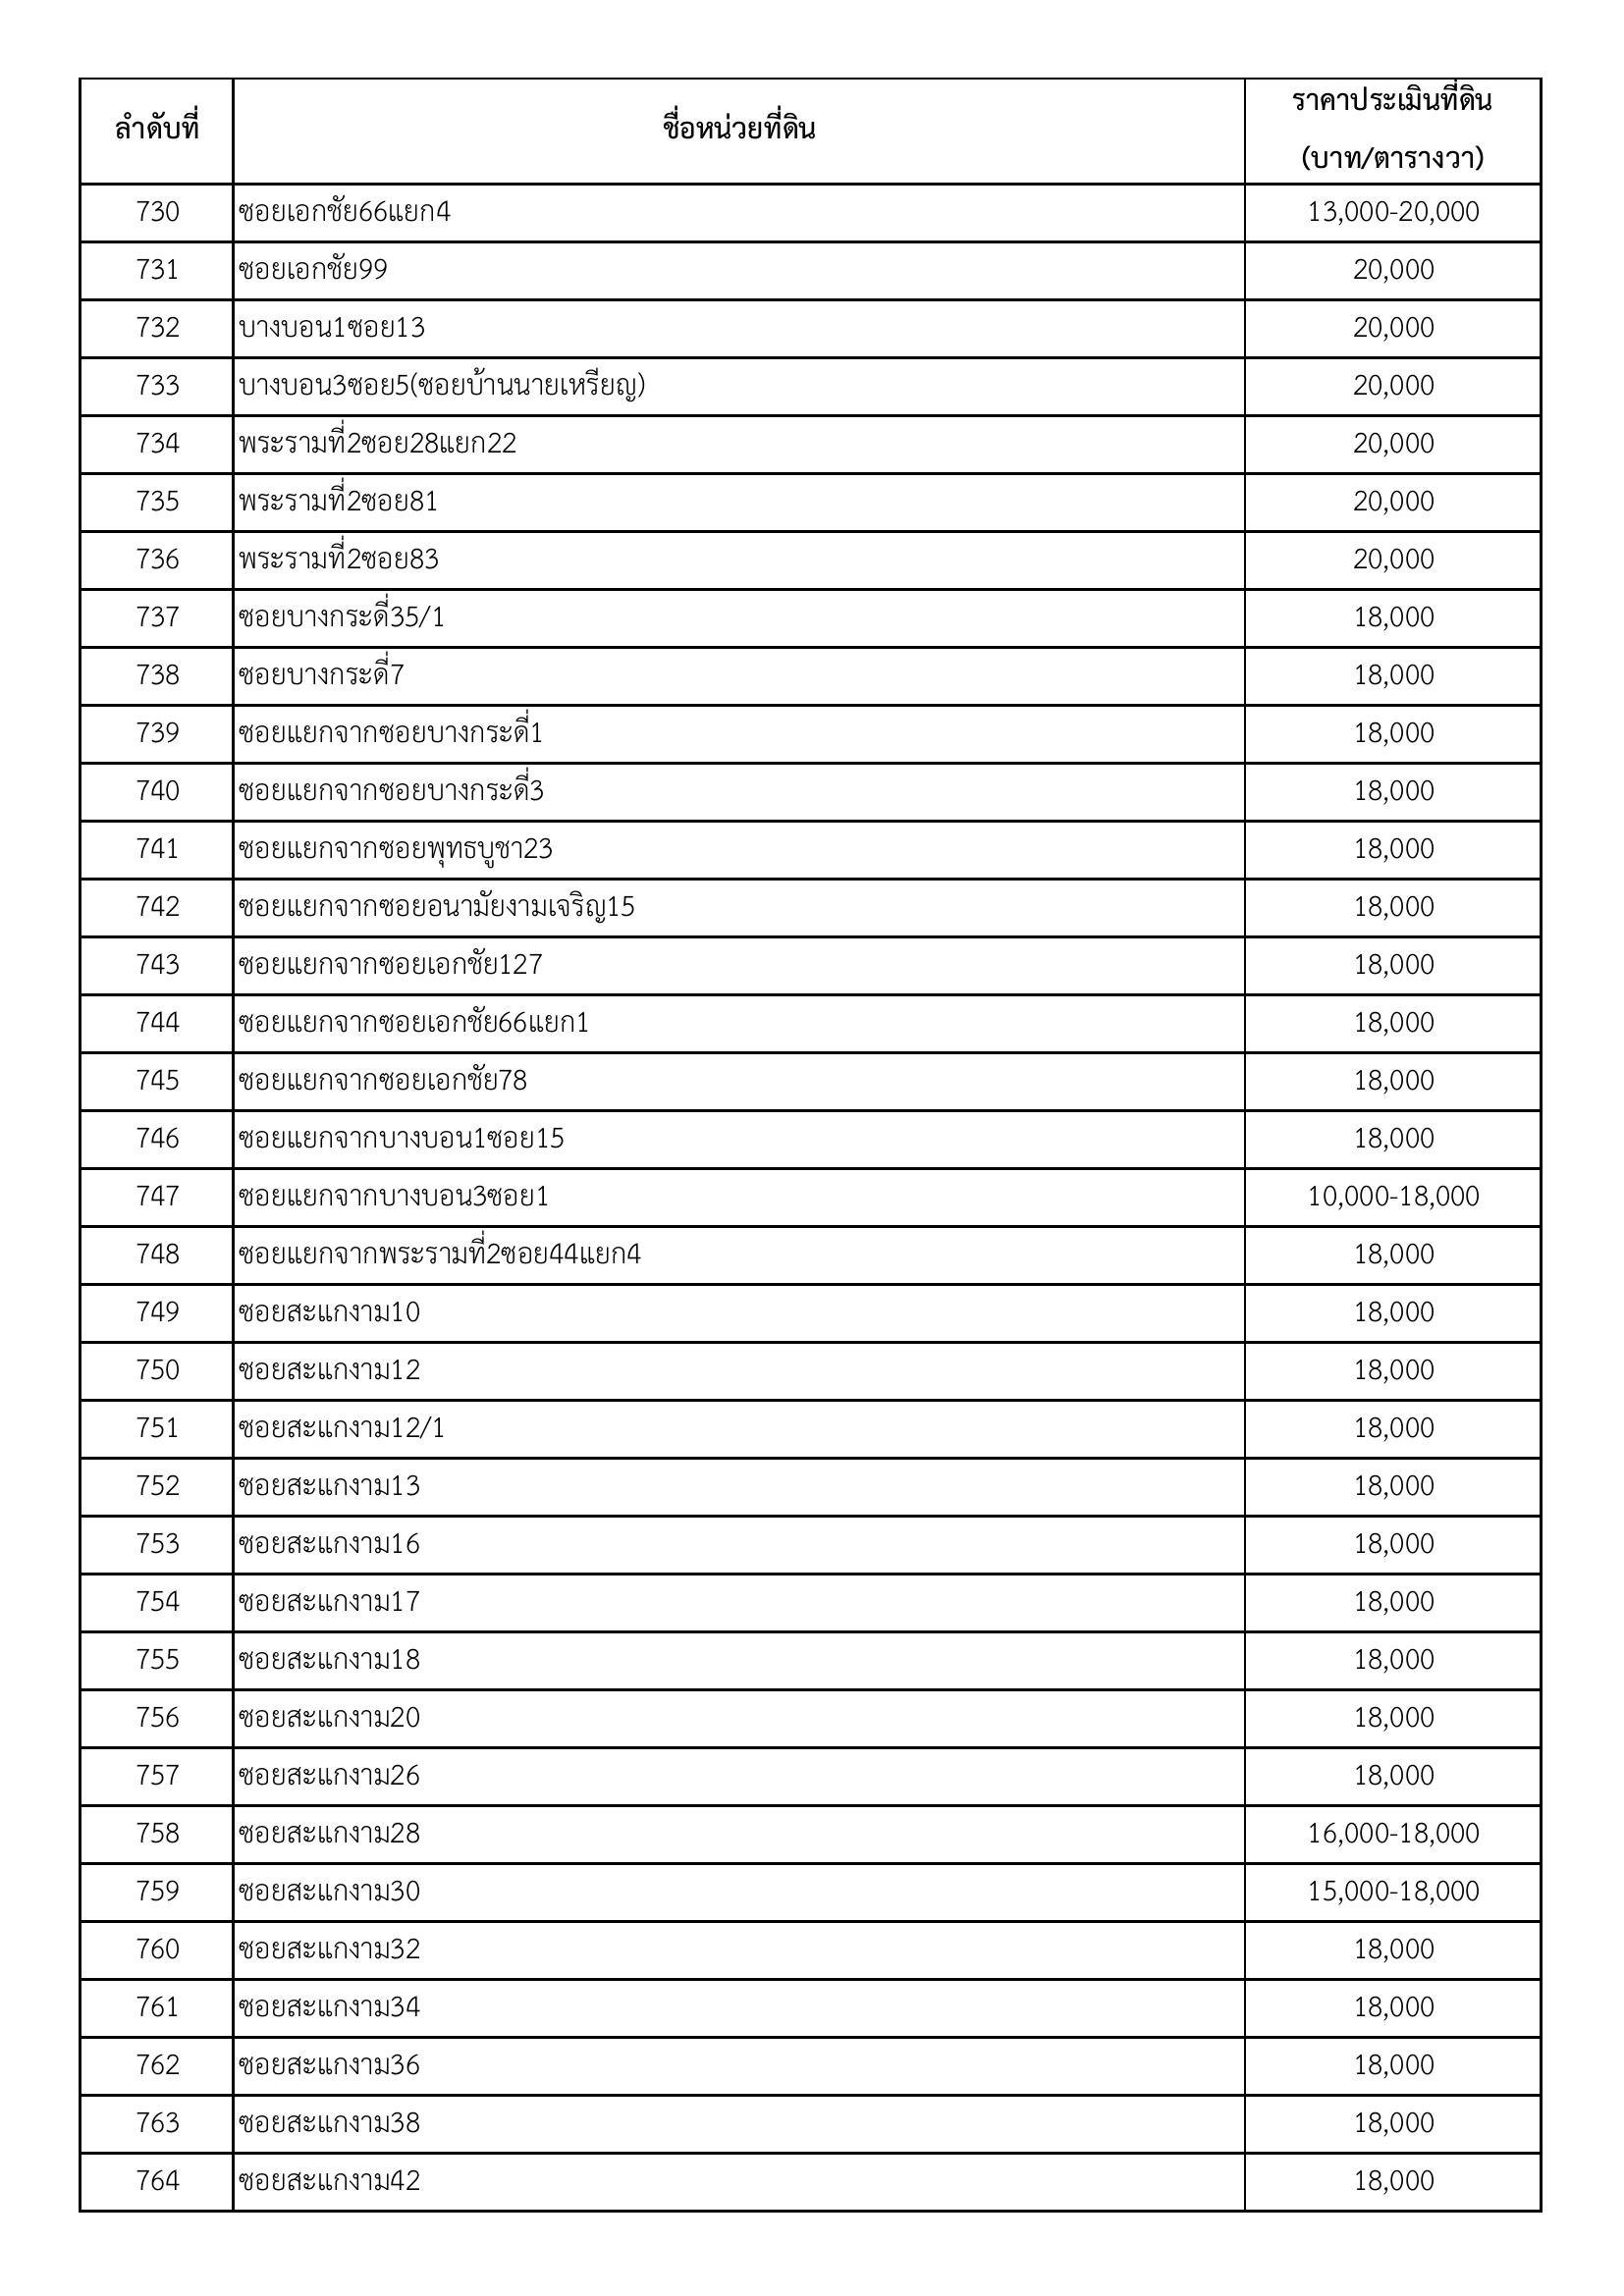 ลำดับที่ ชื่อหน่วยที่ดิน ราคาประเมินที่ดิน
(บาท/ตารางวา)
730 ซอยเอกชัย66แยก4 13,000-20,000
731 ซอยเอกชัย99 20,000
732 บางบอน1ซอย13 20,000
733 บางบอน3ซอย5(ซอยบ้านนายเหรียญ) 20,000
734 พระรามที่2ซอย28แยก22 20,000
735 พระรามที่2ซอย81 20,000
736 พระรามที่2ซอย83 20,000
737 ซอยบางกระดี่35/1 18,000
738 ซอยบางกระดี่7 18,000
739 ซอยแยกจากซอยบางกระดี่1 18,000
740 ซอยแยกจากซอยบางกระดี่3 18,000
741 ซอยแยกจากซอยพุทธบูชา23 18,000
742 ซอยแยกจากซอยอนามัยงามเจริญ15 18,000
743 ซอยแยกจากซอยเอกชัย127 18,000
744 ซอยแยกจากซอยเอกชัย66แยก1 18,000
745 ซอยแยกจากซอยเอกชัย78 18,000
746 ซอยแยกจากบางบอน1ซอย15 18,000
747 ซอยแยกจากบางบอน3ซอย1 10,000-18,000
748 ซอยแยกจากพระรามที่2ซอย44แยก4 18,000
749 ซอยสะแกงาม10 18,000
750 ซอยสะแกงาม12 18,000
751 ซอยสะแกงาม12/1 18,000
752 ซอยสะแกงาม13 18,000
753 ซอยสะแกงาม16 18,000
754 ซอยสะแกงาม17 18,000
755 ซอยสะแกงาม18 18,000
756 ซอยสะแกงาม20 18,000
757 ซอยสะแกงาม26 18,000
758 ซอยสะแกงาม28 16,000-18,000
759 ซอยสะแกงาม30 15,000-18,000
760 ซอยสะแกงาม32 18,000
761 ซอยสะแกงาม34 18,000
762 ซอยสะแกงาม36 18,000
763 ซอยสะแกงาม38 18,000
764 ซอยสะแกงาม42 18,000